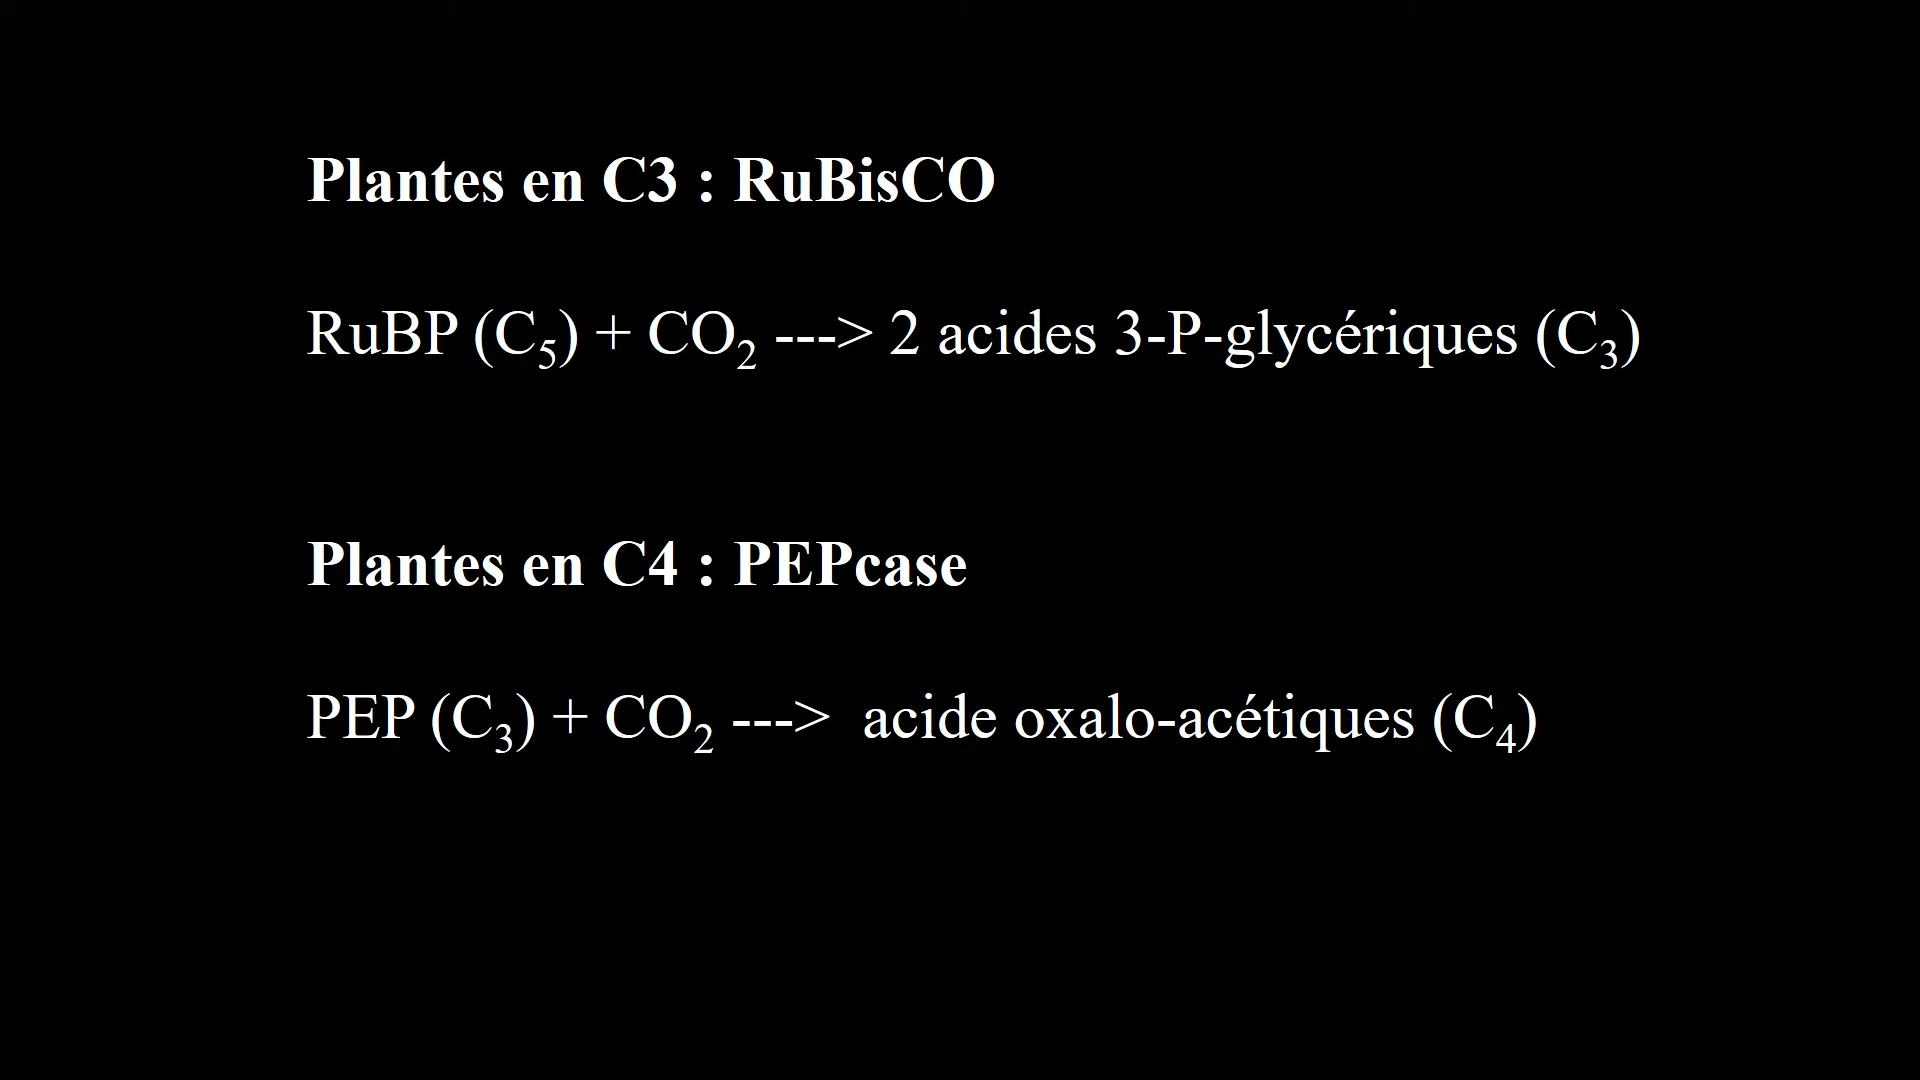 Plantes en C3 : RuBisCO
RuBP (C₅) + CO₂ ---> 2 acides 3-P-glycériques (C₃)
Plantes en C4 : PEPcase
PEP (C₃) + CO₂ ---> acide oxalo-acétiques (C₄)